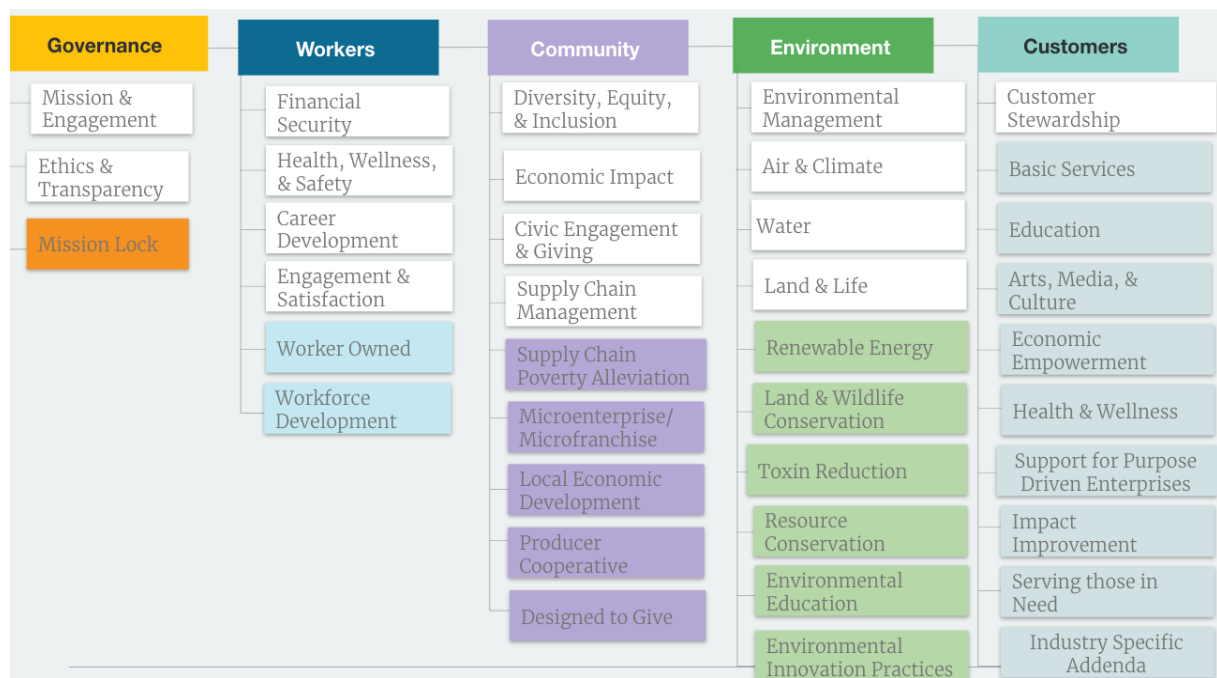 Governance
Mission &
Engagement
Ethics &
Transparency
Mission Lock
Workers
Financial
Security
Health, Wellness,
& Safety
Career
Development
Engagement &
Satisfaction
Worker Owned
Workforce
Development
Community
Diversity, Equity,
& Inclusion
Economic Impact
Civic Engagement
& Giving
Supply Chain
Management
Supply Chain
Poverty Alleviation
Microenterprise/
Microfranchise
Local Economic
Development
Producer
Cooperative
Designed to Give
Environment
Environmental
Management
Air & Climate
Water
Land & Life
Renewable Energy
Land & Wildlife
Conservation
Toxin Reduction
Resource
Conservation
Environmental
Education
Environmental
Innovation Practices
Customers
Customer
Stewardship
Basic Services
Education
Arts, Media, &
Culture
Economic
Empowerment
Health & Wellness
Support for Purpose
Driven Enterprises
Impact
Improvement
Serving those in
Need
Industry Specific
Addenda